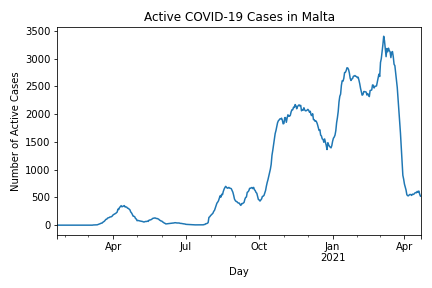 Active COVID-19 Cases in Malta
Number of Active Cases
3500
3000
2500
2000
1500
1000
500
0
Apr
Jul
Oct
Jan
2021
Apr
Day